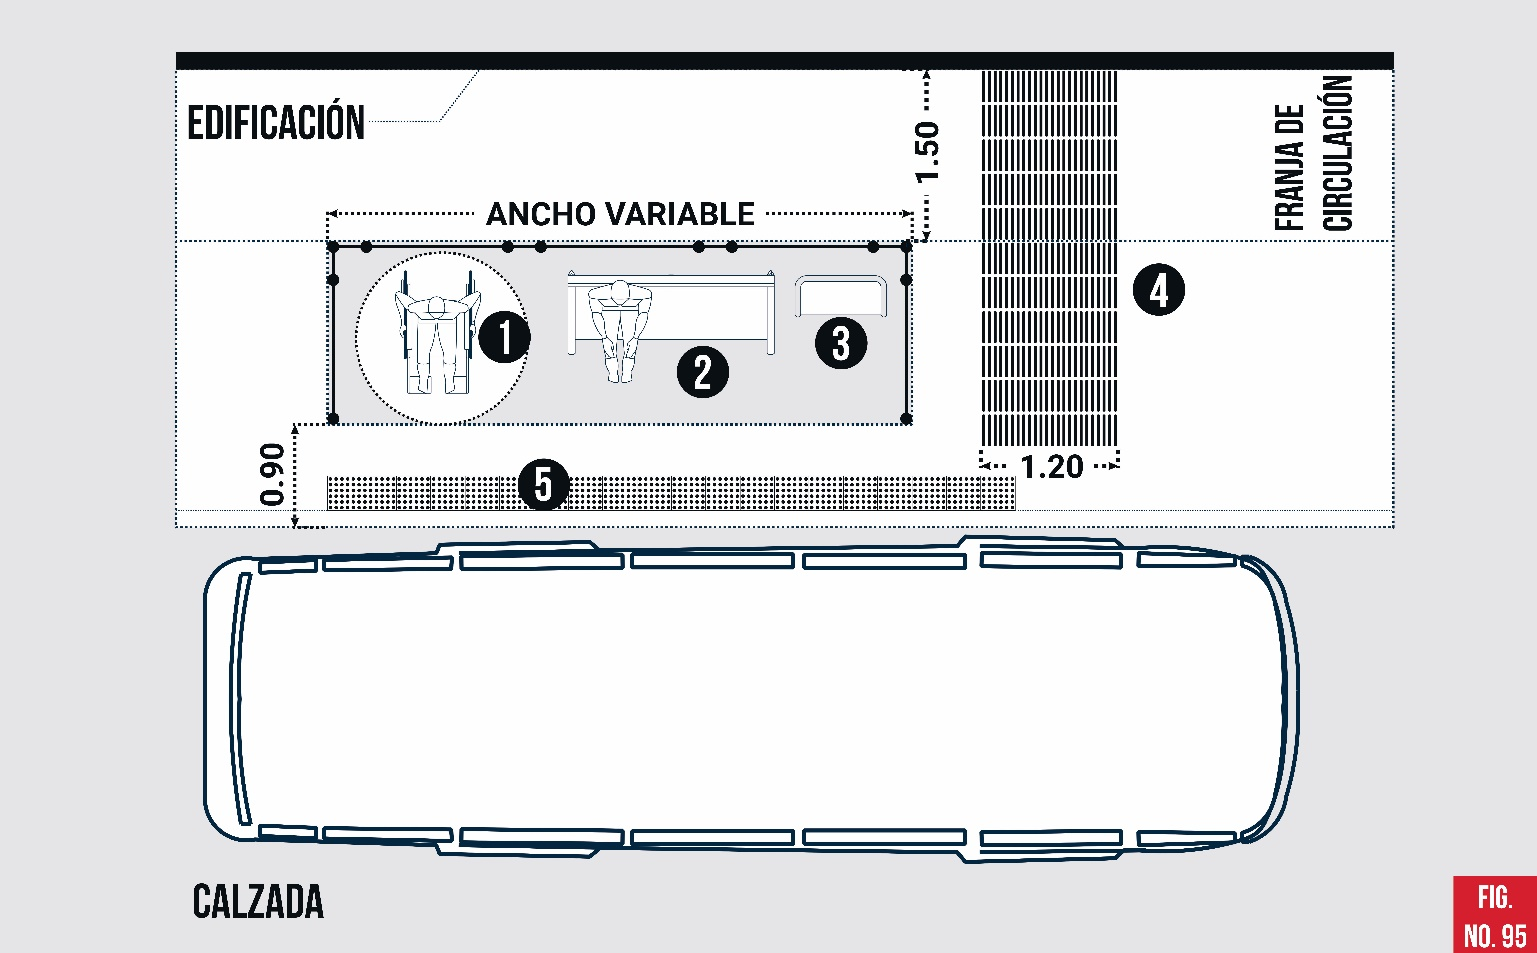 EDIFICACIÓN
1.50
FRANJA DE
CIRCULACIÓN
ANCHO VARIABLE
1
2
3
4
0.90
5
1.20
CALZADA
FIG.
NO. 95